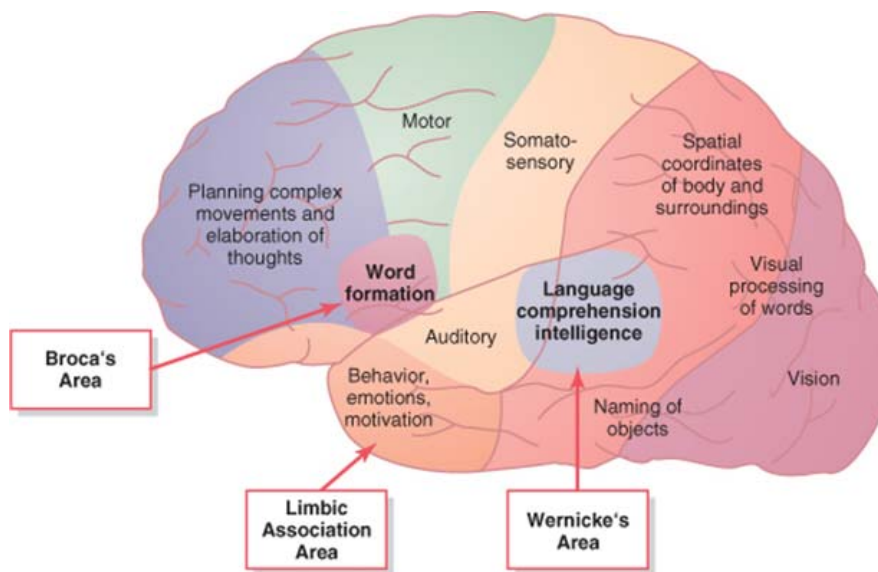 Motor
Somato-
sensory
Spatial
coordinates
of body and
surroundings
Planning complex
movements and
elaboration of
thoughts
Word
formation
Language
comprehension
intelligence
Visual
processing
of words
Auditory
Broca‘s
Area
Behavior,
emotions,
motivation
Vision
Naming of
objects
Limbic
Association
Area
Wernicke‘s
Area